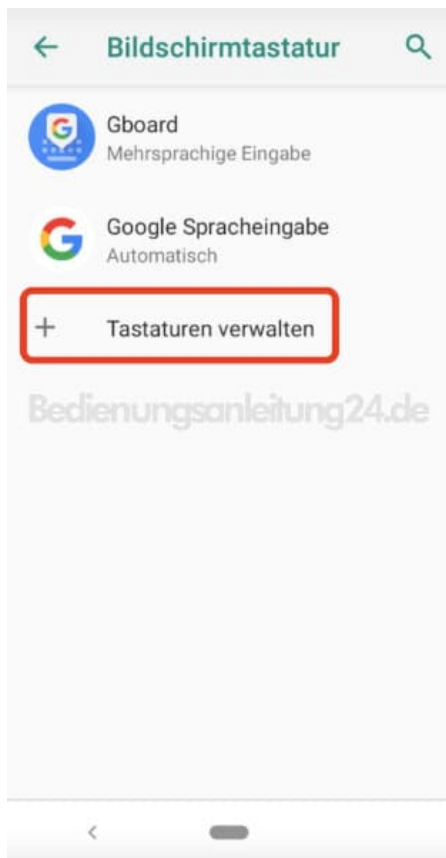 Bildschirmtastatur
Gboard
Mehrsprachige Eingabe
Google Spracheingabe
Automatisch
Tastaturen verwalten
Bedienungsanleitung24.de